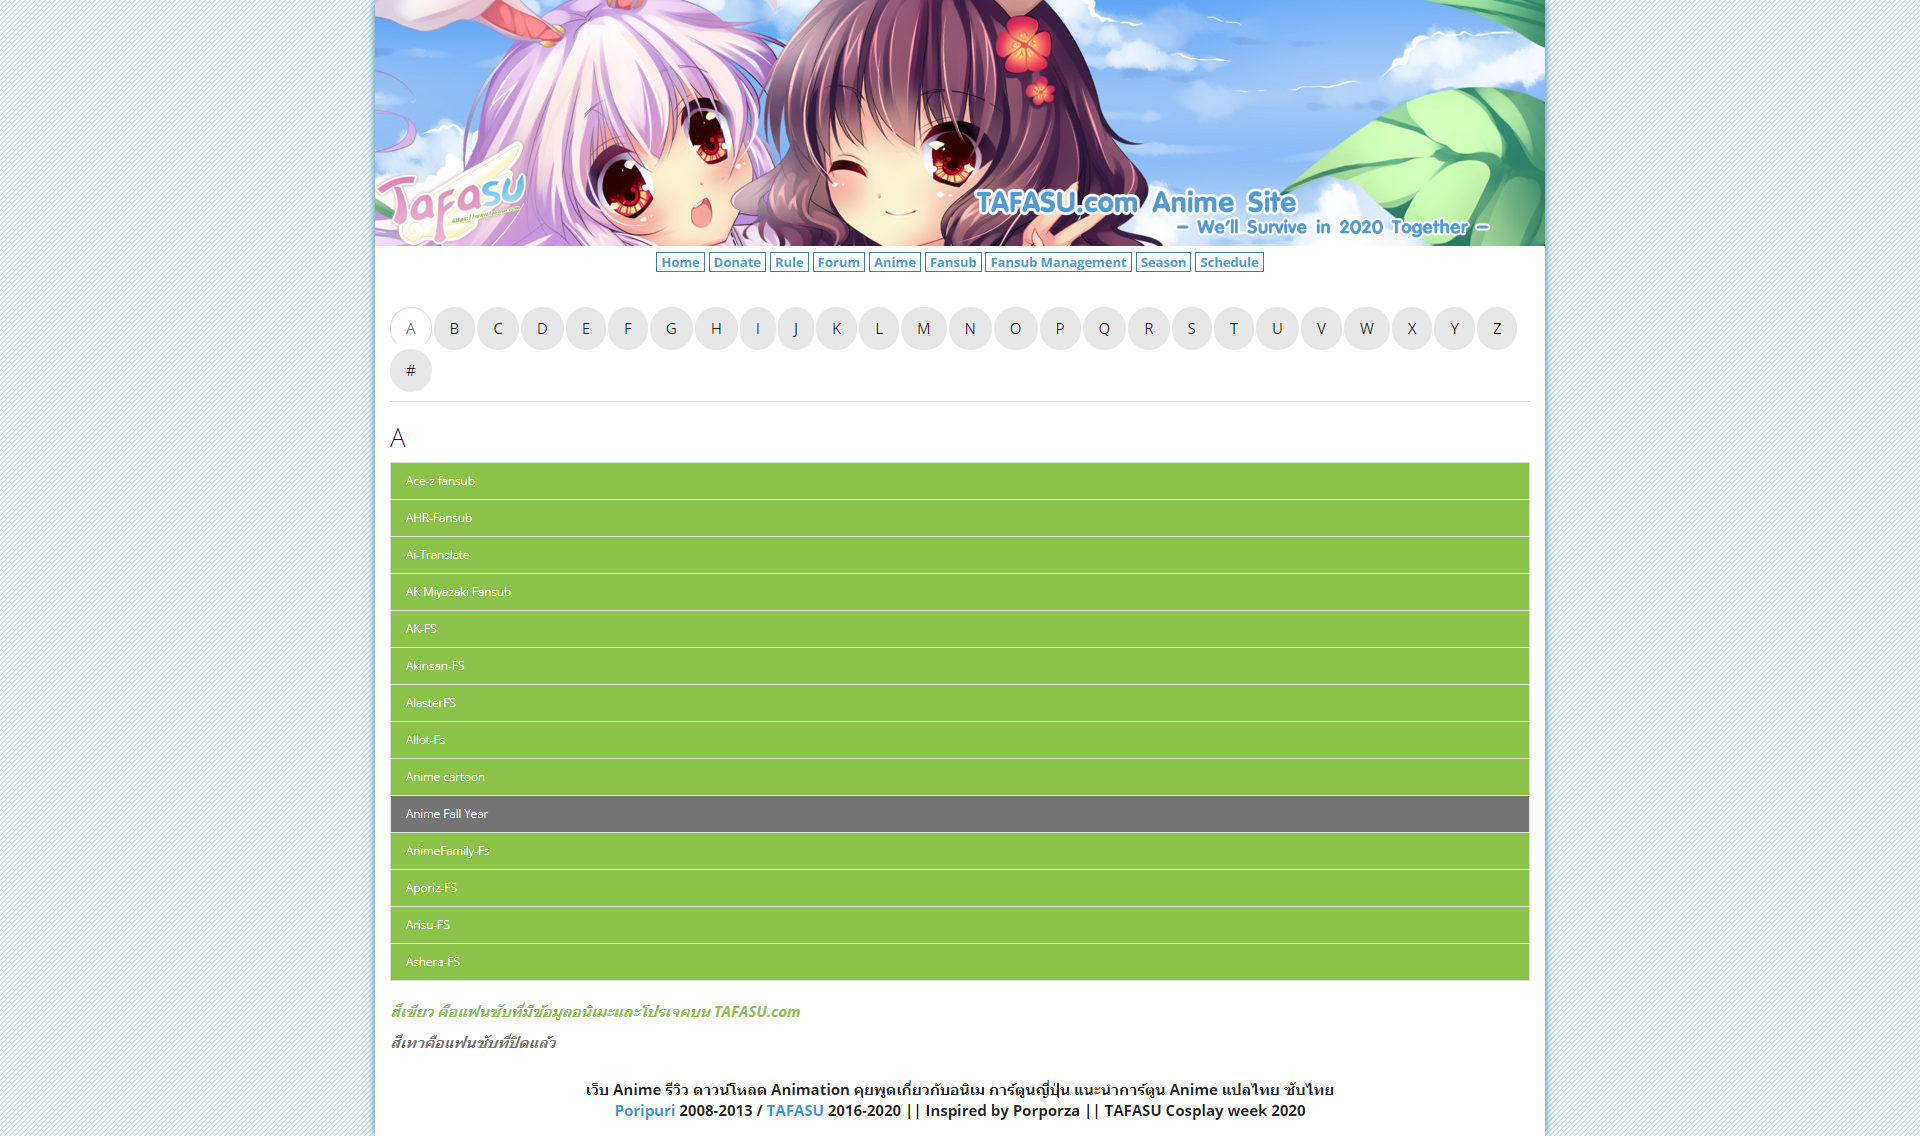 Tafasu
TAFASU.com Anime Site
- We'll Survive in 2020 Together -
Home Donate Rule Forum Anime Fansub Fansub Management Season Schedule
A B C D E F G H I J K L M N O P Q R S T U V W X Y Z
#
A
Ace-z fansub
AHR-Fansub
Ai-Translate
AK Miyazaki Fansub
AK-FS
Akinsan-FS
AlasterFS
Allot-Fs
Anime cartoon
Anime Fall Year
AnimeFamily-Fs
Aporiz-FS
Arisu-FS
Ashera-FS
สีเขียว คือแฟนซับที่มีข้อมูลอนิเมะและโปรเจคบน TAFASU.com
สีเทาคือแฟนซับที่ปิดแล้ว
เว็บ Anime รีวิว ดาวน์โหลด Animation คุยพูดเกี่ยวกับอนิเม การ์ตูนญี่ปุ่น แนะนำการ์ตูน Anime แปลไทย ซับไทย
Poripuri 2008-2013 / TAFASU 2016-2020 || Inspired by Porporza || TAFASU Cosplay week 2020